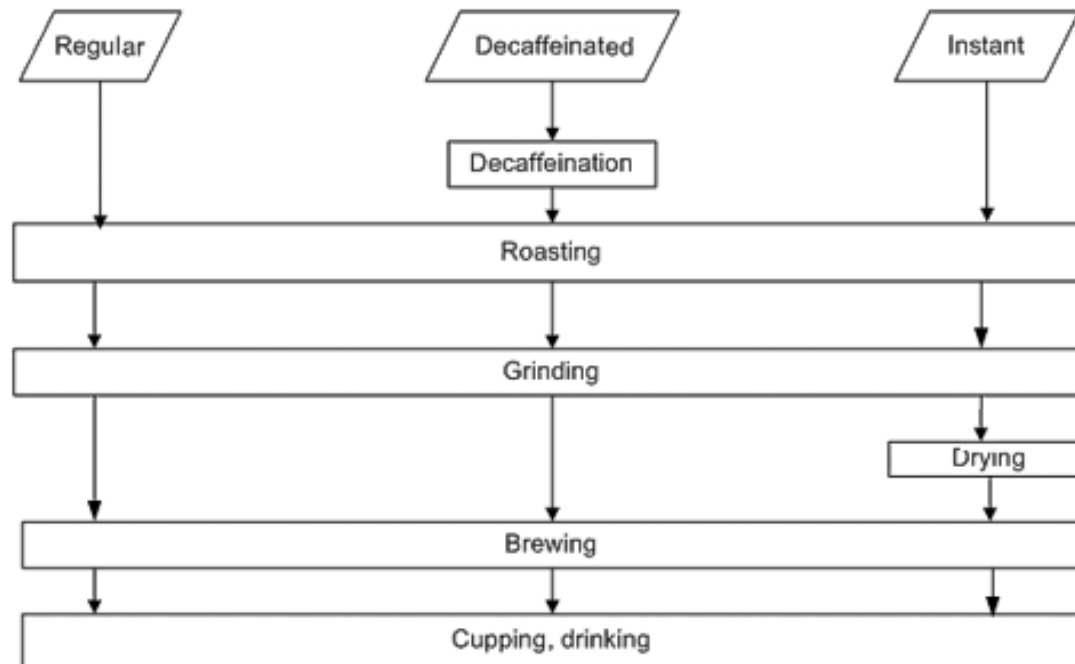 Regular
Decaffeinated
Instant
Decaffeination
Roasting
Grinding
Drying
Brewing
Cupping, drinking